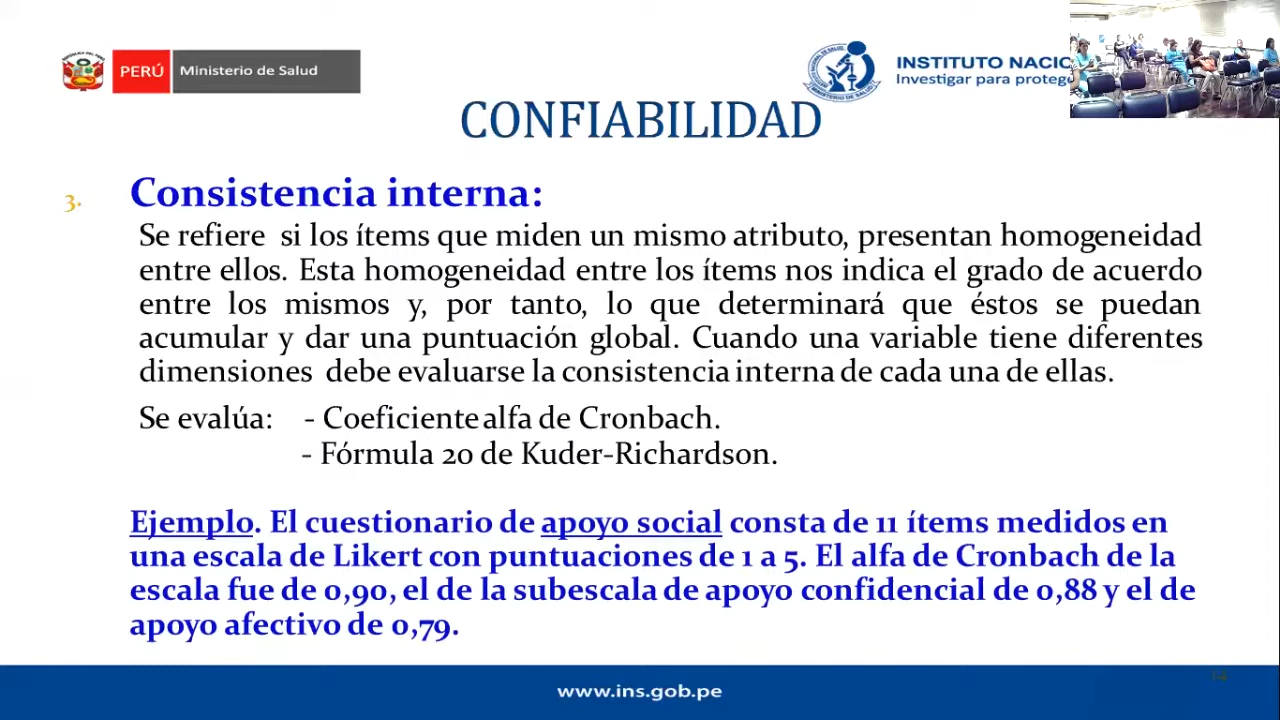 PERÚ Ministerio de Salud
INSTITUTO NACIO
Investigar para proteg
CONFIABILIDAD
3. Consistencia interna:
Se refiere si los ítems que miden un mismo atributo, presentan homogeneidad
entre ellos. Esta homogeneidad entre los ítems nos indica el grado de acuerdo
entre los mismos y, por tanto, lo que determinará que éstos se puedan
acumular y dar una puntuación global. Cuando una variable tiene diferentes
dimensiones debe evaluarse la consistencia interna de cada una de ellas.
Se evalúa: - Coeficiente alfa de Cronbach.
- Fórmula 20 de Kuder-Richardson.
Ejemplo. El cuestionario de apoyo social consta de 11 ítems medidos en
una escala de Likert con puntuaciones de 1 a 5. El alfa de Cronbach de la
escala fue de 0,90, el de la subescala de apoyo confidencial de 0,88 y el de
apoyo afectivo de 0,79.
www.ins.gob.pe